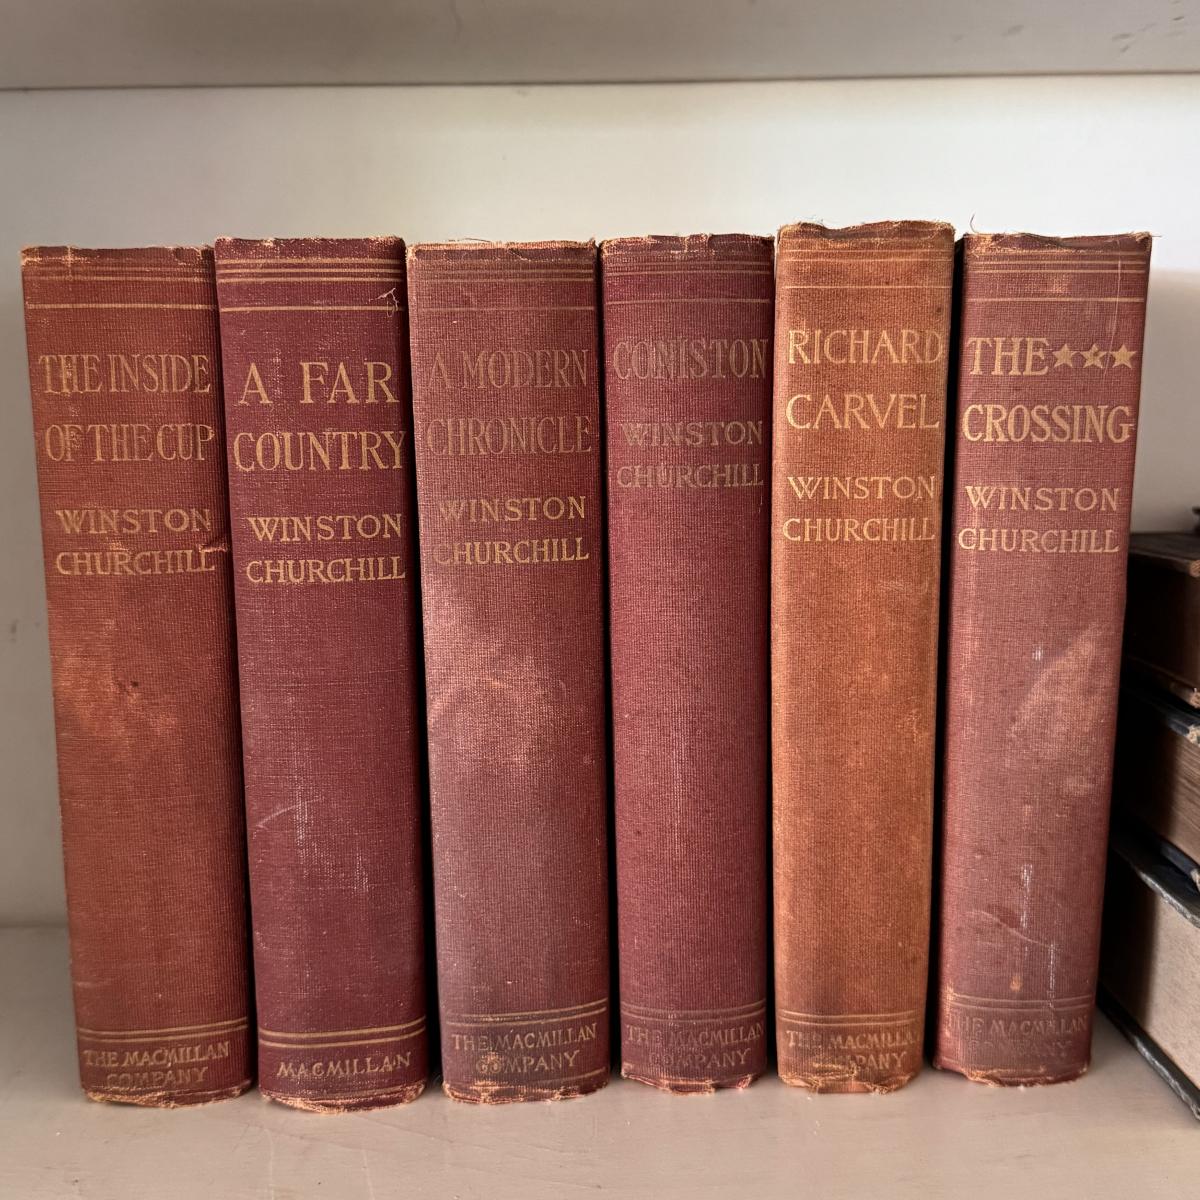 THE INSIDE
OF THE CUP
WINSTON
CHURCHILL
THE MACMILLAN
COMPANY
A FAR
COUNTRY
WINSTON
CHURCHILL
MACMILLAN
A MODERN
CHRONICLE
WINSTON
CHURCHILL
THE MACMILLAN
COMPANY
CONISTON
WINSTON
CHURCHILL
THE MACMILLAN
COMPANY
RICHARD
CARVEL
WINSTON
CHURCHILL
THE MACMILLAN
COMPANY
THE★★★
CROSSING
WINSTON
CHURCHILL
THE MACMILLAN
COMPANY